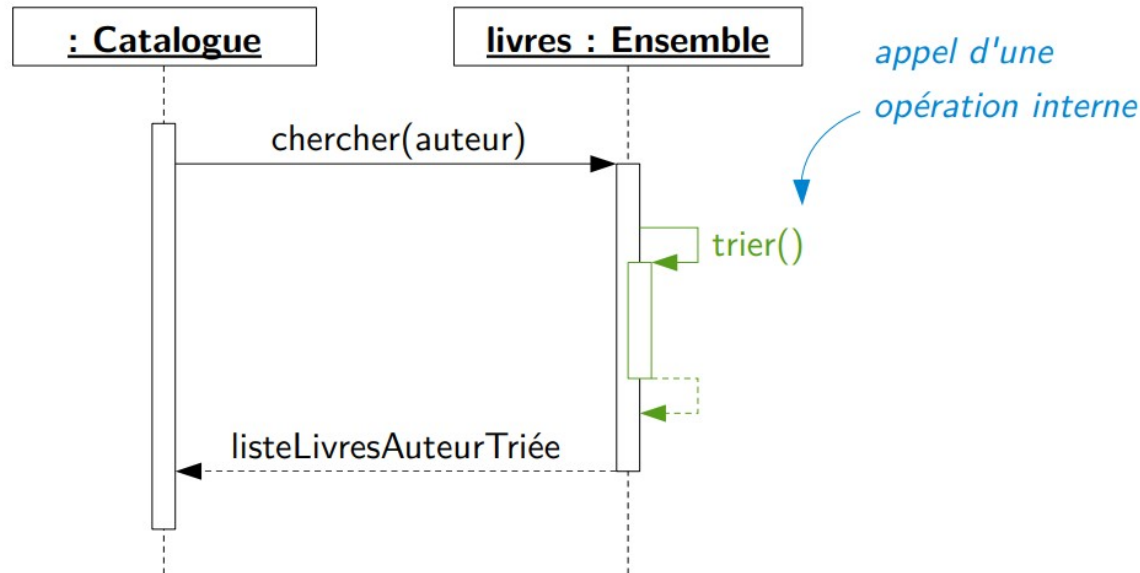 : Catalogue
livres : Ensemble
appel d'une
opération interne
chercher(auteur)
trier()
listeLivresAuteurTriée